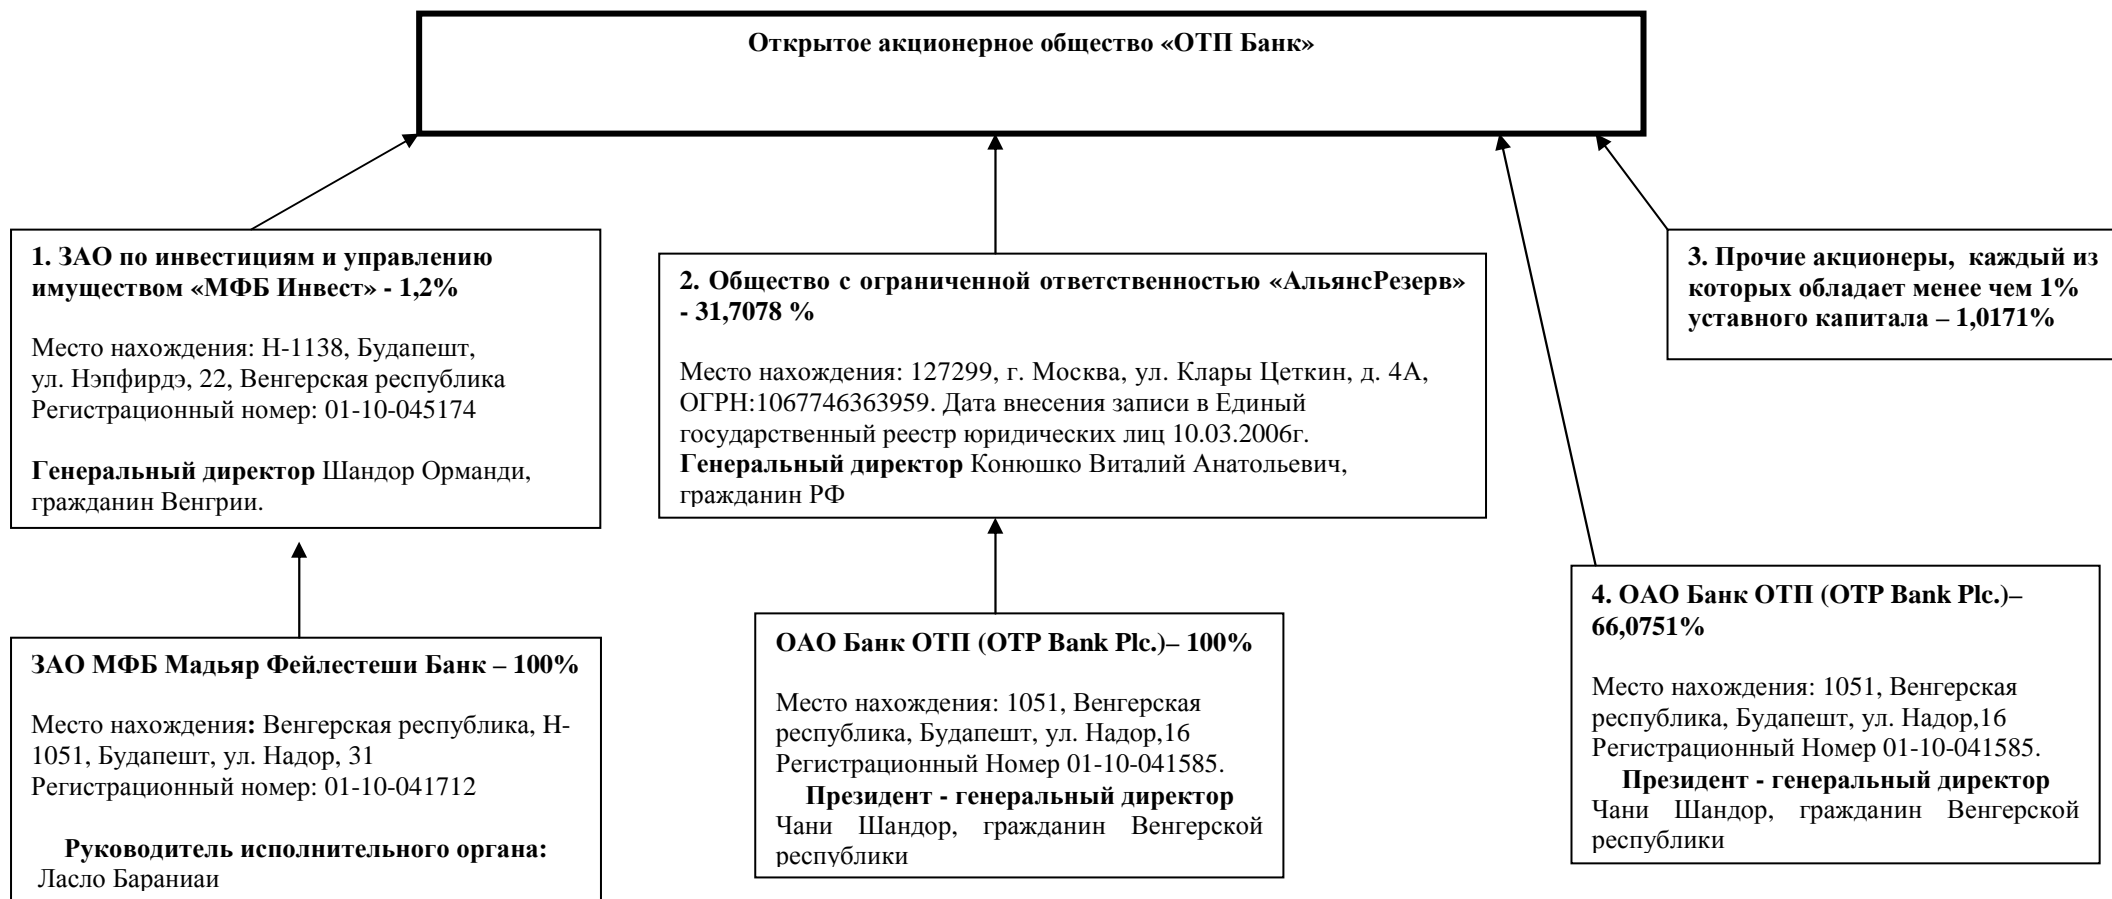 Открытое акционерное общество «ОТП Банк»
1. ЗАО по инвестициям и управлению
имуществом «МФБ Инвест» - 1,2%
Место нахождения: Н-1138, Будапешт,
ул. Нэпфирдэ, 22, Венгерская республика
Регистрационный номер: 01-10-045174
Генеральный директор Шандор Орманди,
гражданин Венгрии.
2. Общество с ограниченной ответственностью «АльянсРезерв»
- 31,7078 %
Место нахождения: 127299, г. Москва, ул. Клары Цеткин, д. 4А,
ОГРН:1067746363959. Дата внесения записи в Единый
государственный реестр юридических лиц 10.03.2006г.
Генеральный директор Конюшко Виталий Анатольевич,
гражданин РФ
3. Прочие акционеры, каждый из
которых обладает менее чем 1%
уставного капитала – 1,0171%
ЗАО МФБ Мадьяр Фейлестеши Банк – 100%
Место нахождения: Венгерская республика, Н-
1051, Будапешт, ул. Надор, 31
Регистрационный номер: 01-10-041712
Руководитель исполнительного органа:
Ласло Бараниаи
ОАО Банк ОТП (OTP Bank Plc.)– 100%
Место нахождения: 1051, Венгерская
республика, Будапешт, ул. Надор,16
Регистрационный Номер 01-10-041585.
Президент - генеральный директор
Чани Шандор, гражданин Венгерской
республики
4. ОАО Банк ОТП (OTP Bank Plc.)–
66,0751%
Место нахождения: 1051, Венгерская
республика, Будапешт, ул. Надор,16
Регистрационный Номер 01-10-041585.
Президент - генеральный директор
Чани Шандор, гражданин Венгерской
республики